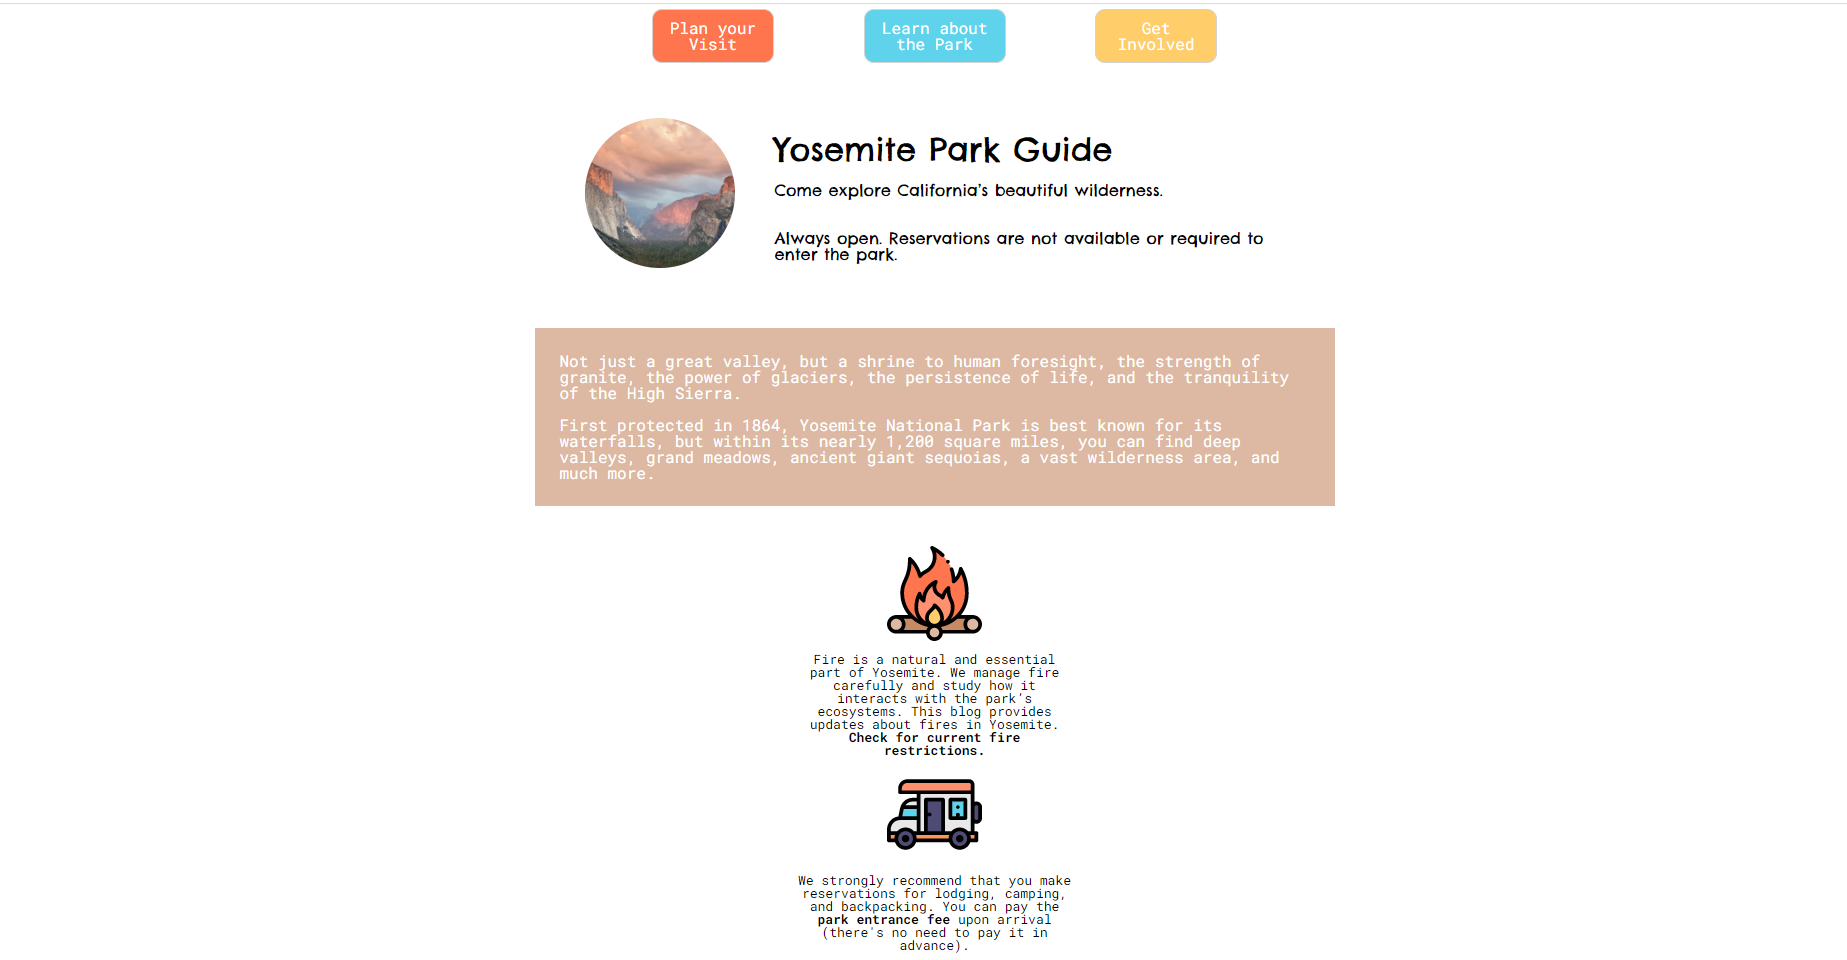 Plan your
Visit
Learn about
the Park
Get
Involved
Yosemite Park Guide
Come explore California's beautiful wilderness.
Always open. Reservations are not available or required to
enter the park.
Not just a great valley, but a shrine to human foresight, the strength of
granite, the power of glaciers, the persistence of life, and the tranquility
of the High Sierra.
First protected in 1864, Yosemite National Park is best known for its
waterfalls, but within its nearly 1,200 square miles, you can find deep
valleys, grand meadows, ancient giant sequoias, a vast wilderness area, and
much more.
Fire is a natural and essential
part of Yosemite. We manage fire
carefully and study how it
interacts with the park’s
ecosystems. This blog provides
updates about fires in Yosemite.
Check for current fire
restrictions.
We strongly recommend that you make
reservations for lodging, camping,
and backpacking. You can pay the
park entrance fee upon arrival
(there's no need to pay it in
advance).